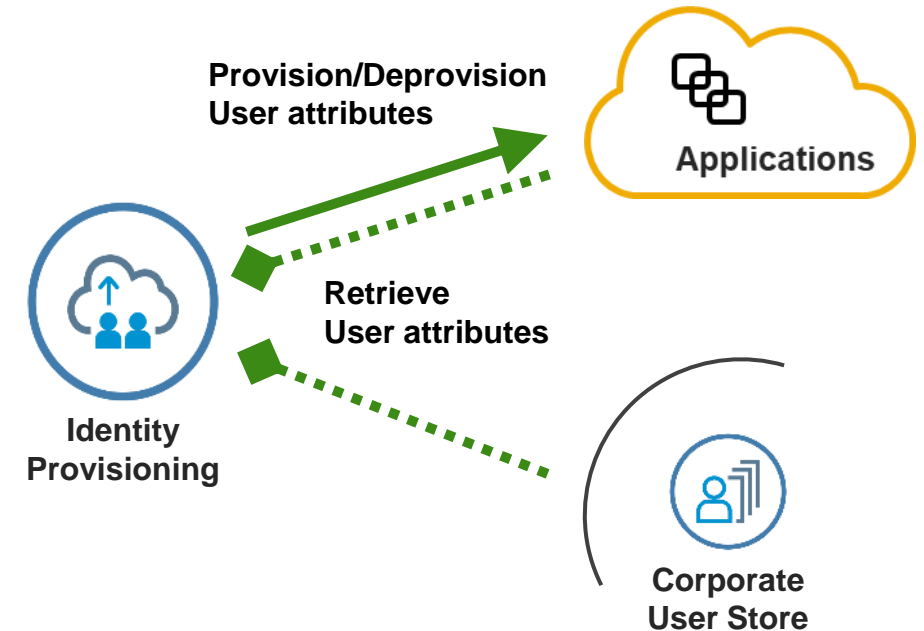 Provision/Deprovision
User attributes
Applications
Retrieve
User attributes
Identity
Provisioning
Corporate
User Store